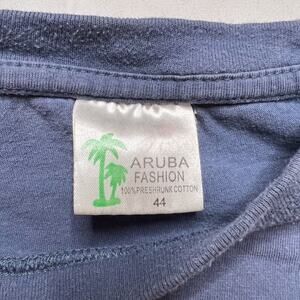 ARUBA
FASHION
100% PRESHRUNK COTTON
44